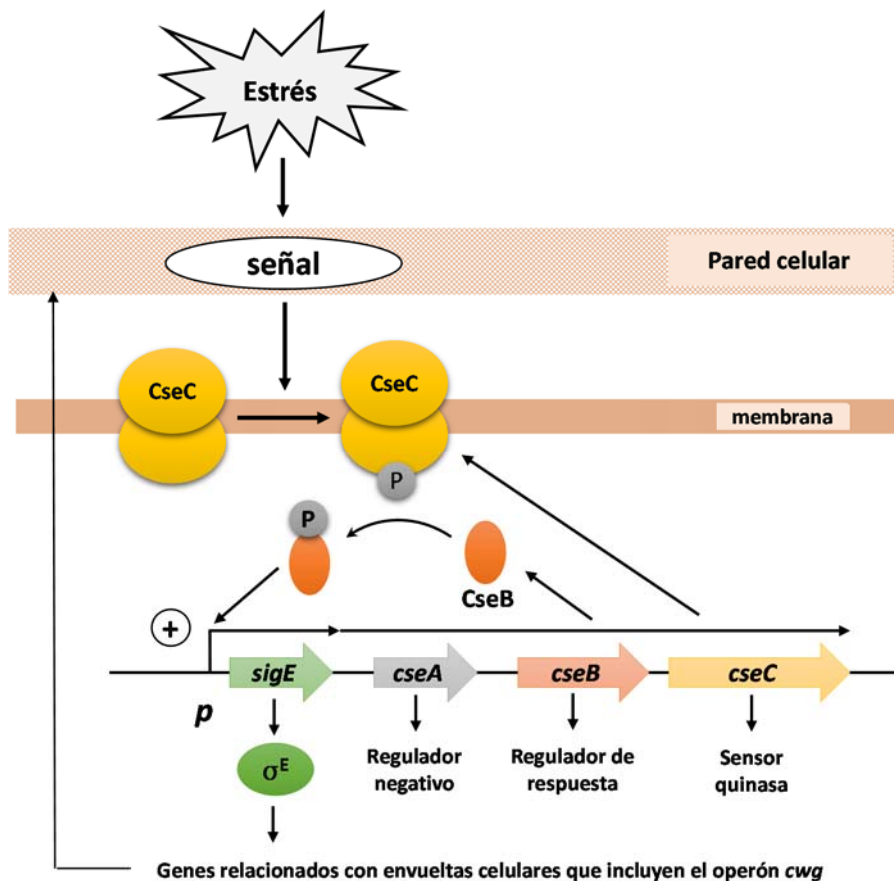 Estrés
señal
Pared celular
CseC
CseC
membrana
P
P
CseB
+
sigE
cseA
cseB
cseC
p
σE
Regulador
negativo
Regulador de
respuesta
Sensor
quinasa
Genes relacionados con envueltas celulares que incluyen el operón cwg